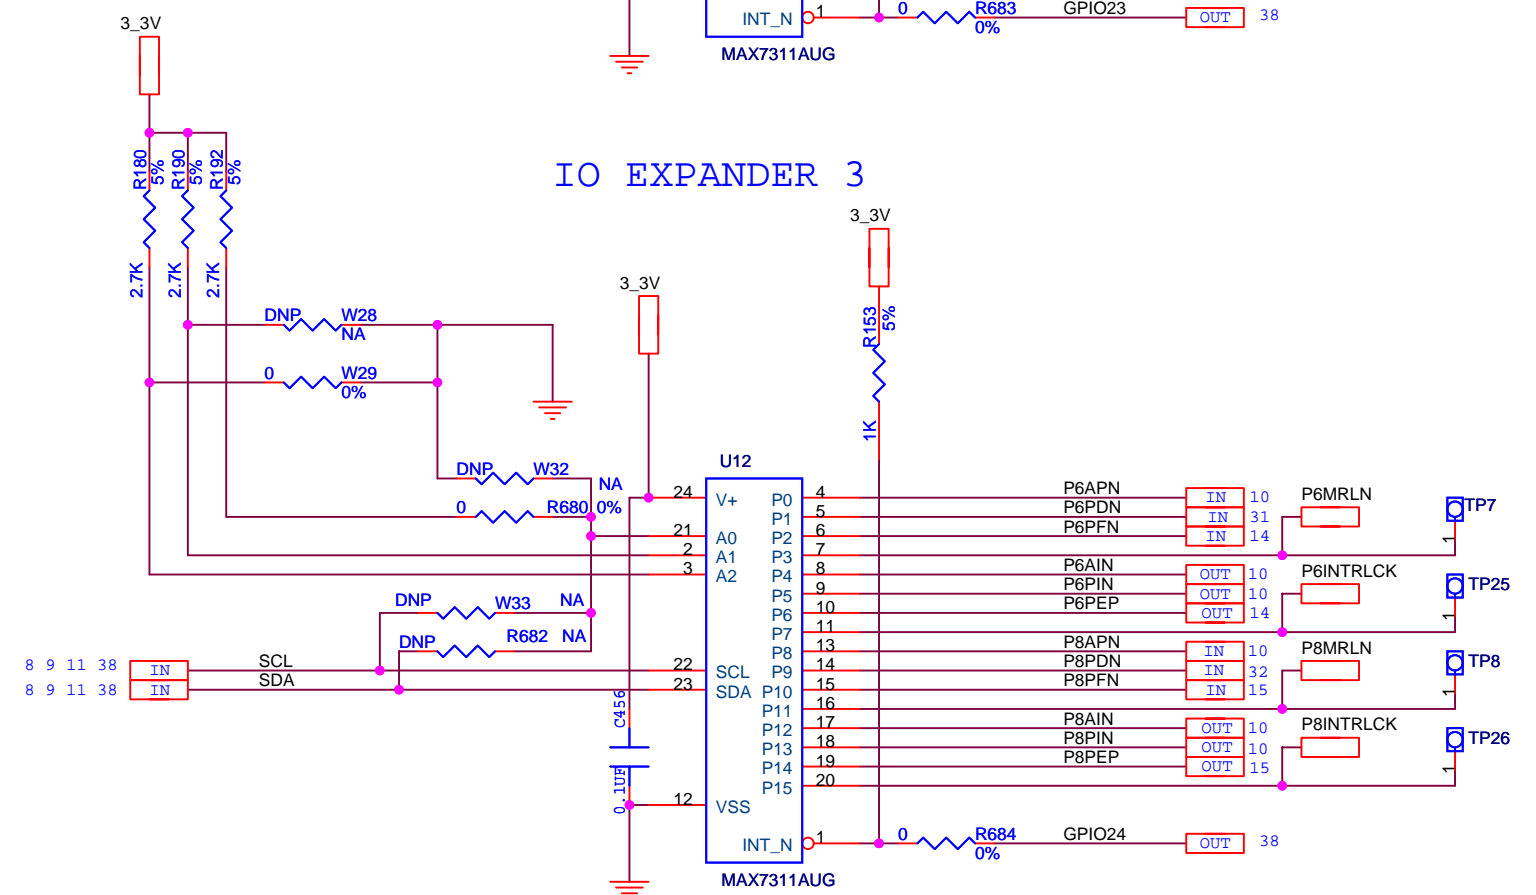 INT_N
1
0
R683
0%
GPIO23
OUT
38
MAX7311AUG
3_3V
R180
5%
R190
5%
R192
5%
2.7K
2.7K
2.7K
IO EXPANDER 3
3_3V
3_3V
R153
5%
1K
DNP
W28
NA
0
W29
0%
DNP
W32
NA
0
R680
0%
U12
24
V+
21
A0
2
A1
3
A2
DNP
W33
NA
DNP
R682
NA
8 9 11 38
IN
SCL
22
SCL
8 9 11 38
IN
SDA
23
SDA
C456
0.1UF
12
VSS
P0
4
P6APN
IN
10
P1
5
P6PDN
IN
31
P2
6
P6PFN
IN
14
P3
7
P6MRLN
1
TP7
P4
8
P6AIN
OUT
10
P5
9
P6PIN
OUT
10
P6
10
P6PEP
OUT
14
P7
11
P6INTRLCK
1
TP25
P8
13
P8APN
IN
10
P9
14
P8PDN
IN
32
P10
15
P8PFN
IN
15
P11
16
P8MRLN
1
TP8
P12
17
P8AIN
OUT
10
P13
18
P8PIN
OUT
10
P14
19
P8PEP
OUT
15
P15
20
P8INTRLCK
1
TP26
INT_N
1
0
R684
0%
GPIO24
OUT
38
MAX7311AUG